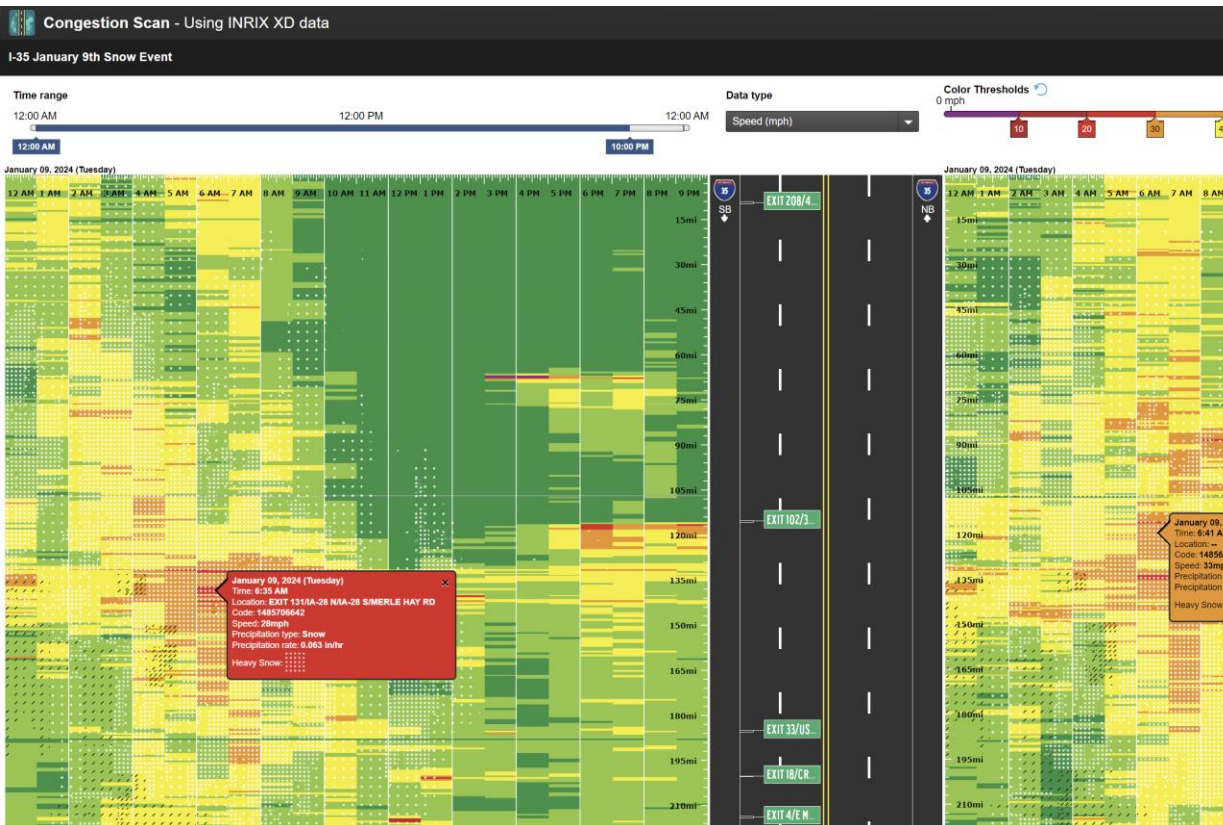 Congestion Scan - Using INRIX XD data
I-35 January 9th Snow Event
Time range
12:00 AM 12:00 PM 12:00 AM
12:00 AM 10:00 PM
Data type
Speed (mph)
Color Thresholds
0 mph
10 20 30 4
January 09, 2024 (Tuesday)
12 AM 1 AM 2 AM 3 AM 4 AM 5 AM 6 AM 7 AM 8 AM 9 AM 10 AM 11 AM 12 PM 1 PM 2 PM 3 PM 4 PM 5 PM 6 PM 7 PM 8 PM 9 PM
15mi
30mi
45mi
60mi
75mi
90mi
105mi
120mi
135mi
150mi
165mi
180mi
195mi
210mi
January 09, 2024 (Tuesday)
Time: 6:35 AM
Location: EXIT 131/IA-28 N/IA-28 S/MERLE HAY RD
Code: 1485706642
Speed: 28mph
Precipitation type: Snow
Precipitation rate: 0.063 in/hr
Heavy Snow:
35
SB
35
NB
EXIT 208/4...
EXIT 102/3...
EXIT 33/US...
EXIT 18/CR...
EXIT 4/E M...
January 09, 2024 (Tuesday)
12 AM 1 AM 2 AM 3 AM 4 AM 5 AM 6 AM 7 AM 8 AM
15mi
30mi
45mi
60mi
75mi
90mi
105mi
120mi
135mi
150mi
165mi
180mi
195mi
210mi
January 09,
Time: 6:41 A
Location: --
Code: 14856
Speed: 33mp
Precipitation
Precipitation
Heavy Snow